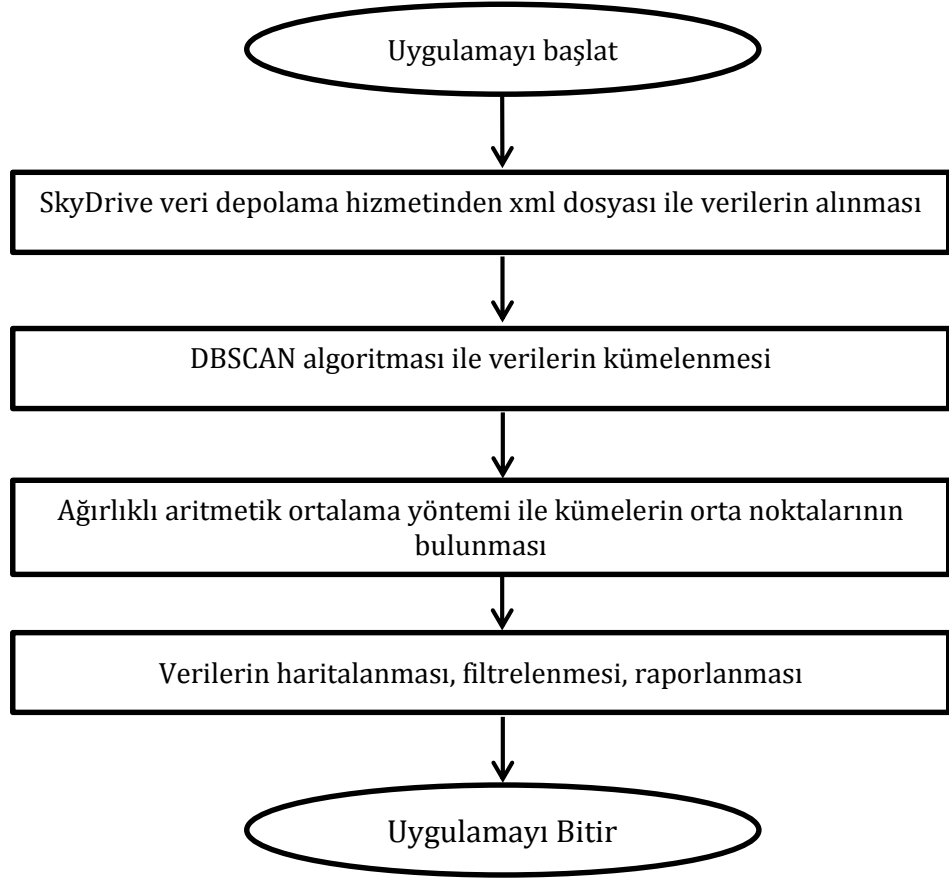 Uygulamayı başlat
SkyDrive veri depolama hizmetinden xml dosyası ile verilerin alınması
DBSCAN algoritması ile verilerin kümelenmesi
Ağırlıklı aritmetik ortalama yöntemi ile kümelerin orta noktalarının
bulunması
Verilerin haritalanması, filtrelenmesi, raporlanması
Uygulamayı Bitir